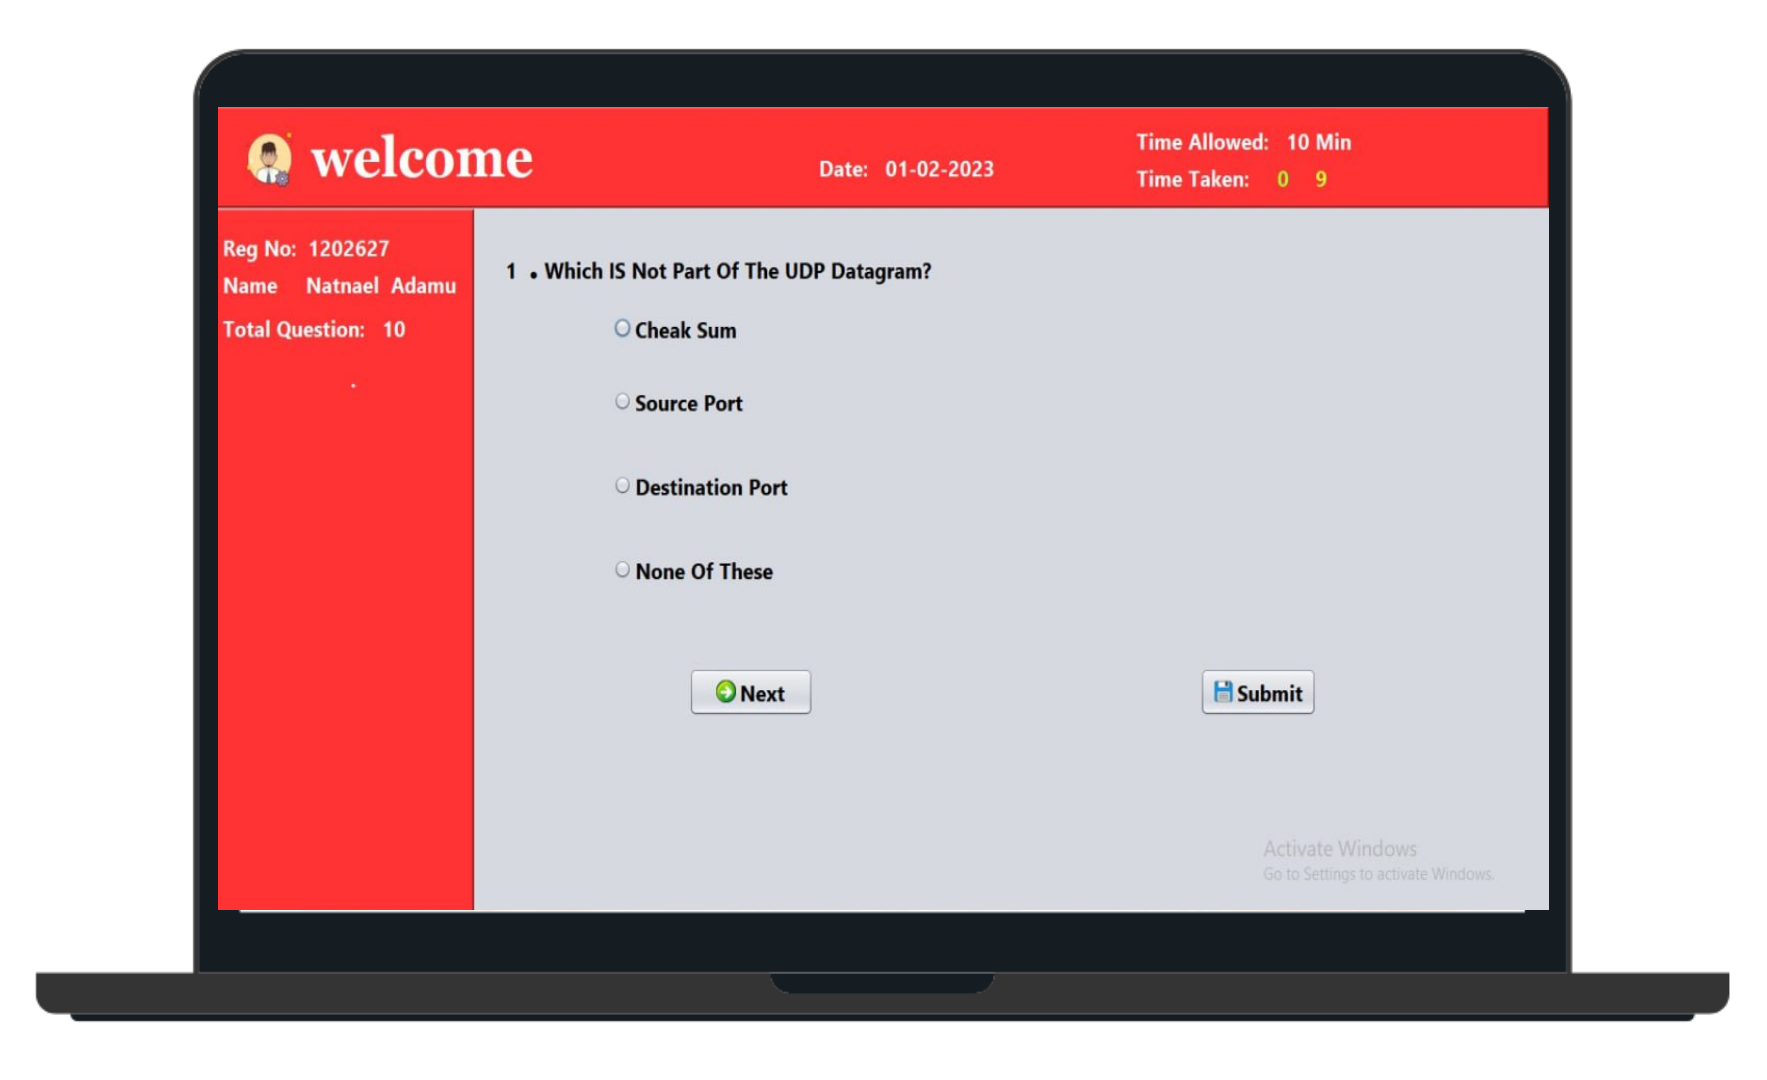 welcome
Date: 01-02-2023
Time Allowed: 10 Min
Time Taken: 0 9
Reg No: 1202627
Name Natnael Adamu
Total Question: 10
.
1 . Which IS Not Part Of The UDP Datagram?
Cheak Sum
Source Port
Destination Port
None Of These
Next
Submit
Activate Windows
Go to Settings to activate Windows.